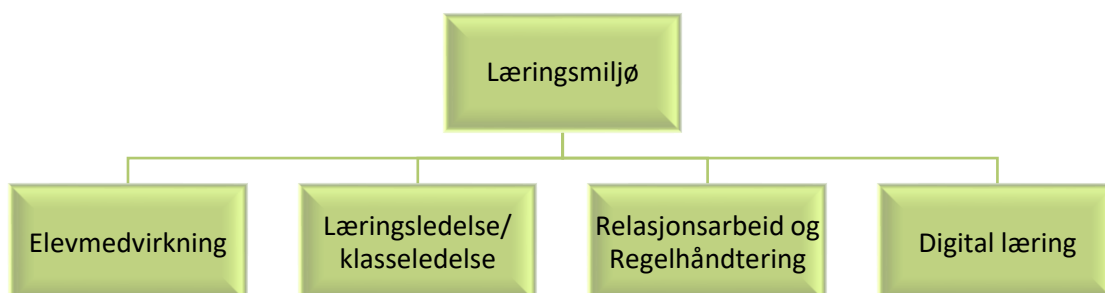 Læringsmiljø
Elevmedvirkning
Læringsledelse/
klasseledelse
Relasjonsarbeid og
Regelhåndtering
Digital læring